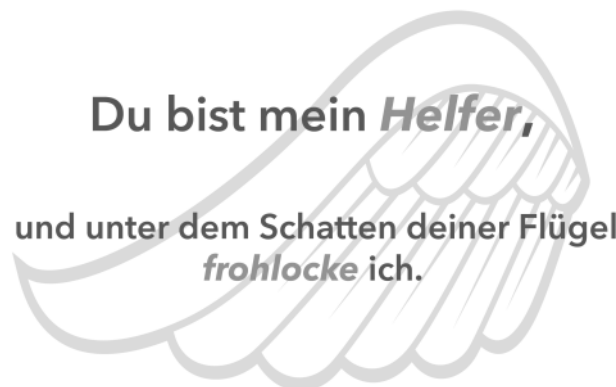 Du bist mein Helfer,
und unter dem Schatten deiner Flügel
frohlocke ich.